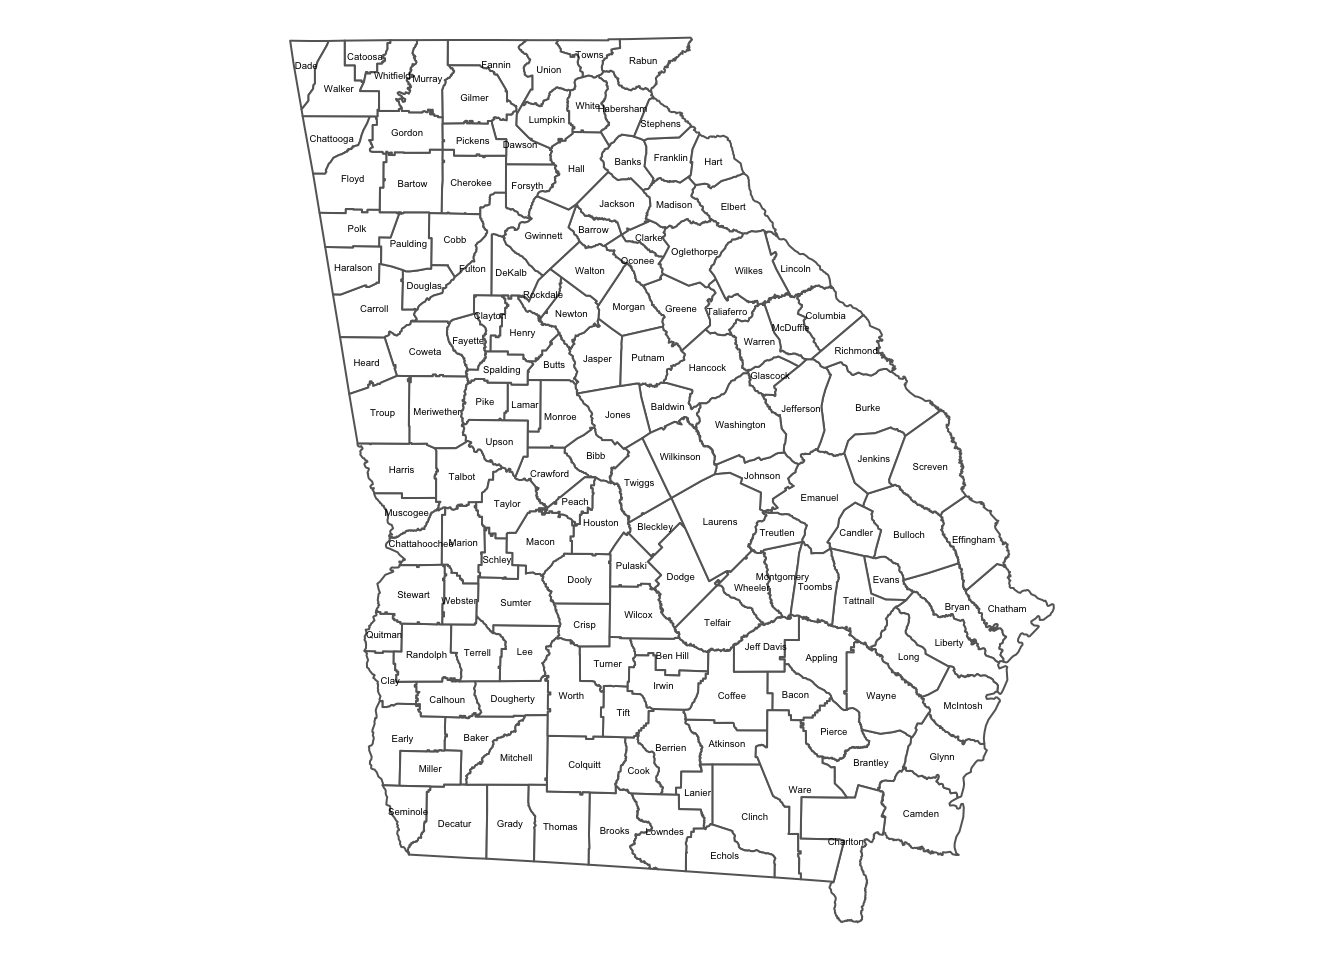 Dade
Catoosa
Walker
Whitfield
Murray
Fannin
Union
Towns
Rabun
Gilmer
Lumpkin
White
Habersham
Stephens
Chattooga
Gordon
Pickens
Dawson
Hall
Banks
Franklin
Hart
Floyd
Bartow
Cherokee
Forsyth
Jackson
Madison
Elbert
Polk
Paulding
Cobb
Gwinnett
Barrow
Clarke
Oconee
Oglethorpe
Wilkes
Lincoln
Haralson
Fulton
DeKalb
Walton
Douglas
Rockdale
Carroll
Clayton
Newton
Morgan
Greene
Taliaferro
McDuffie
Columbia
Henry
Fayette
Warren
Richmond
Heard
Coweta
Spalding
Butts
Jasper
Putnam
Hancock
Glascock
Troup
Meriwether
Pike
Lamar
Monroe
Jones
Baldwin
Washington
Jefferson
Burke
Upson
Bibb
Wilkinson
Jenkins
Screven
Harris
Talbot
Crawford
Twiggs
Johnson
Emanuel
Taylor
Peach
Muscogee
Houston
Bleckley
Laurens
Treutlen
Candler
Bulloch
Effingham
Chattahoochee
Marion
Macon
Schley
Pulaski
Dodge
Dooly
Wheeler
Montgomery
Toombs
Evans
Tattnall
Bryan
Chatham
Stewart
Webster
Sumter
Crisp
Wilcox
Telfair
Quitman
Randolph
Terrell
Lee
Turner
Ben Hill
Jeff Davis
Appling
Long
Liberty
Clay
Calhoun
Dougherty
Worth
Irwin
Coffee
Bacon
Wayne
McIntosh
Tift
Early
Baker
Mitchell
Berrien
Atkinson
Pierce
Brantley
Glynn
Miller
Colquitt
Cook
Lanier
Ware
Seminole
Decatur
Grady
Thomas
Brooks
Lowndes
Clinch
Echols
Charlton
Camden